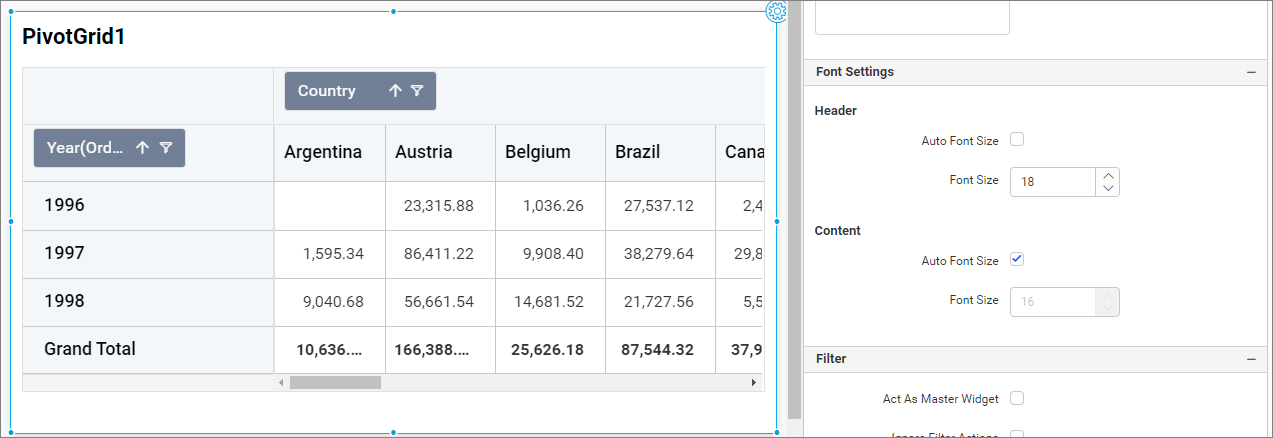 PivotGrid1
Country
Year(Ord...
Argentina Austria Belgium Brazil Cana
1996 23,315.88 1,036.26 27,537.12 2,4
1997 1,595.34 86,411.22 9,908.40 38,279.64 29,8
1998 9,040.68 56,661.54 14,681.52 21,727.56 5,5
Grand Total 10,636.... 166,388.... 25,626.18 87,544.32 37,9
Font Settings
Header
Auto Font Size
Font Size 18
Content
Auto Font Size
Font Size 16
Filter
Act As Master Widget
Ignore Filter Actions